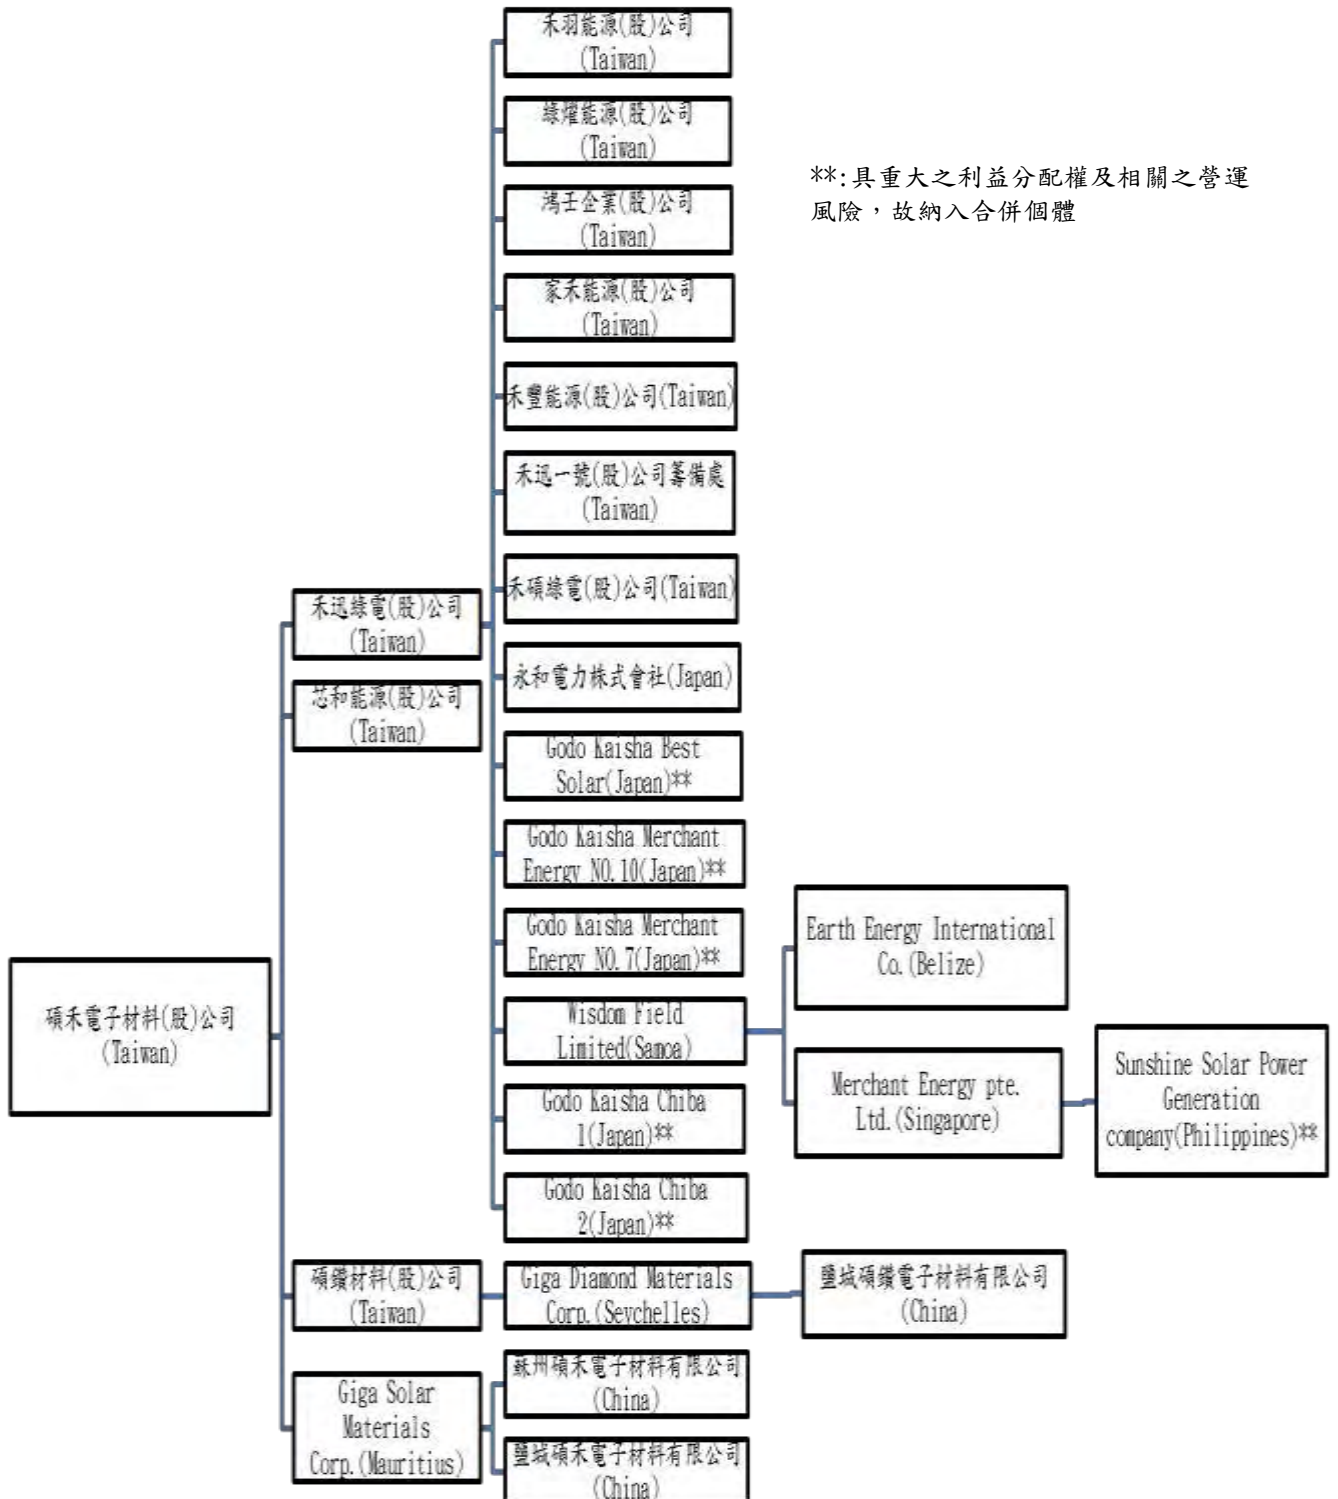 禾羽能源(股)公司
(Taiwan)
綠燿能源(股)公司
(Taiwan)
鴻壬企業(股)公司
(Taiwan)
家禾能源(股)公司
(Taiwan)
禾豐能源(股)公司(Taiwan)
禾迅一號(股)公司籌備處
(Taiwan)
禾碩綠電(股)公司(Taiwan)
永和電力株式會社(Japan)
Godo Kaisha Best
Solar(Japan)**
Godo Kaisha Merchant
Energy NO.10(Japan)**
Godo Kaisha Merchant
Energy NO.7(Japan)**
Wisdom Field
Limited(Samoa)
Godo Kaisha Chiba
1(Japan)**
Godo Kaisha Chiba
2(Japan)**
**:具重大之利益分配權及相關之營運
風險，故納入合併個體
禾迅綠電(股)公司
(Taiwan)
芯和能源(股)公司
(Taiwan)
碩禾電子材料(股)公司
(Taiwan)
Earth Energy International
Co.(Belize)
Merchant Energy pte.
Ltd.(Singapore)
Sunshine Solar Power
Generation
company(Philippines)**
碩鑽材料(股)公司
(Taiwan)
Giga Diamond Materials
Corp.(Seychelles)
鹽城碩鑽電子材料有限公司
(China)
Giga Solar
Materials
Corp.(Mauritius)
蘇州碩禾電子材料有限公司
(China)
鹽城碩禾電子材料有限公司
(China)